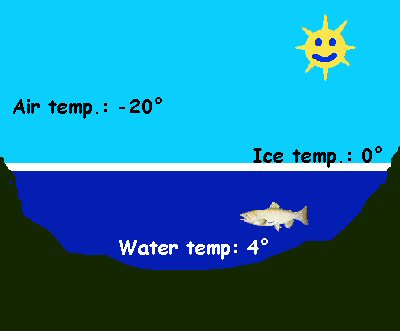 Air temp.: -20°
Ice temp.: 0°
Water temp: 4°